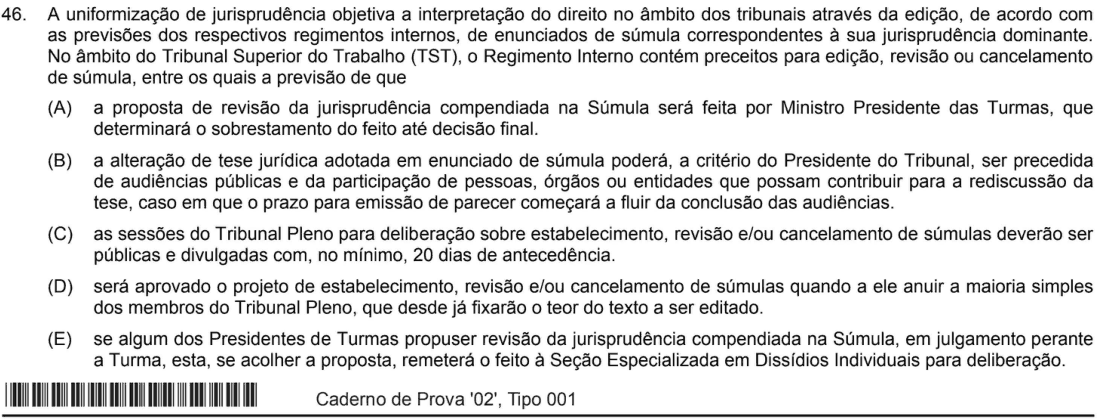 46. A uniformização de jurisprudência objetiva a interpretação do direito no âmbito dos tribunais através da edição, de acordo com
as previsões dos respectivos regimentos internos, de enunciados de súmula correspondentes à sua jurisprudência dominante.
No âmbito do Tribunal Superior do Trabalho (TST), o Regimento Interno contém preceitos para edição, revisão ou cancelamento
de súmula, entre os quais a previsão de que
(A) a proposta de revisão da jurisprudência compendiada na Súmula será feita por Ministro Presidente das Turmas, que
determinará o sobrestamento do feito até decisão final.
(B) a alteração de tese jurídica adotada em enunciado de súmula poderá, a critério do Presidente do Tribunal, ser precedida
de audiências públicas e da participação de pessoas, órgãos ou entidades que possam contribuir para a rediscussão da
tese, caso em que o prazo para emissão de parecer começará a fluir da conclusão das audiências.
(C) as sessões do Tribunal Pleno para deliberação sobre estabelecimento, revisão e/ou cancelamento de súmulas deverão ser
públicas e divulgadas com, no mínimo, 20 dias de antecedência.
(D) será aprovado o projeto de estabelecimento, revisão e/ou cancelamento de súmulas quando a ele anuir a maioria simples
dos membros do Tribunal Pleno, que desde já fixarão o teor do texto a ser editado.
(E) se algum dos Presidentes de Turmas propuser revisão da jurisprudência compendiada na Súmula, em julgamento perante
a Turma, esta, se acolher a proposta, remeterá o feito à Seção Especializada em Dissídios Individuais para deliberação.
Caderno de Prova '02', Tipo 001